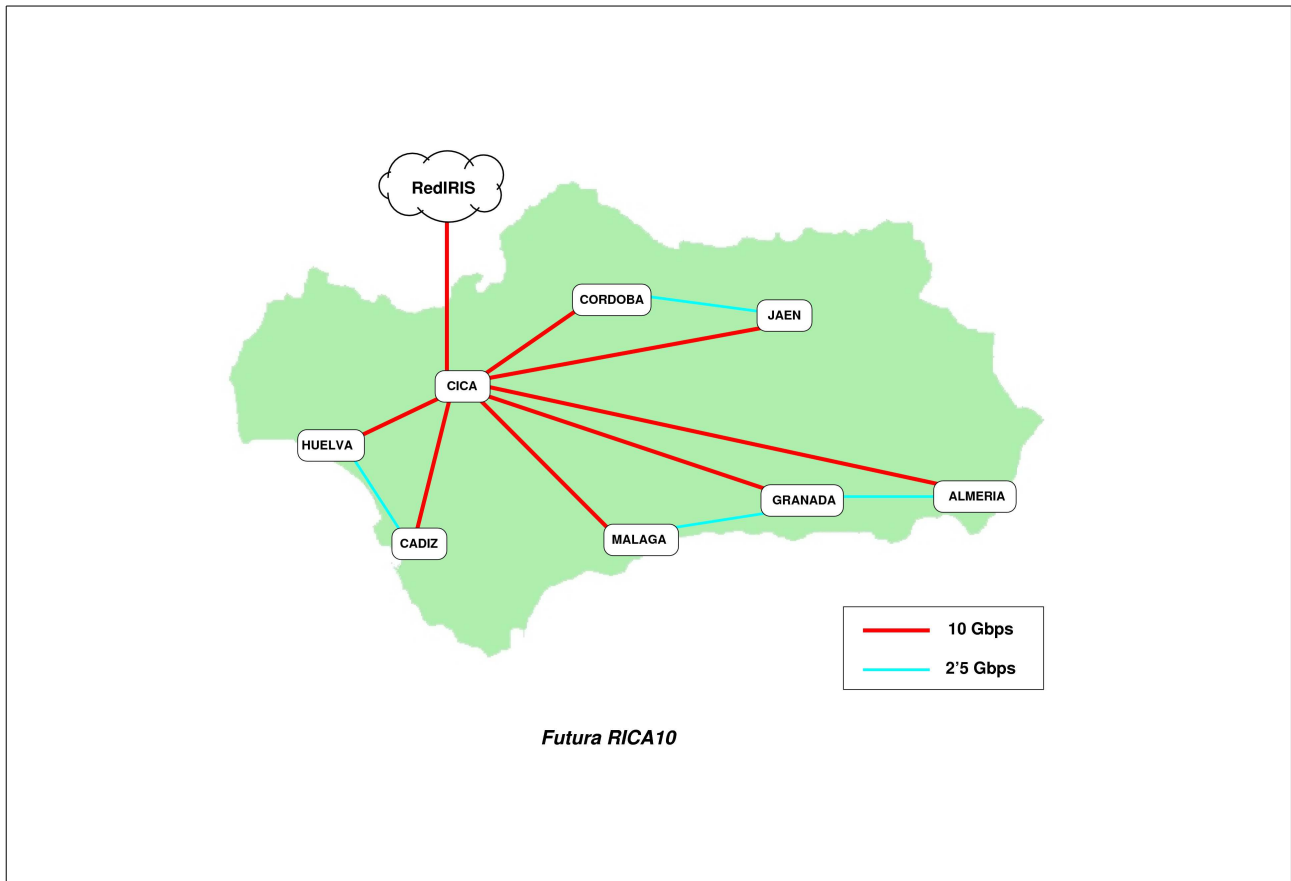 RedIRIS
CORDOBA
JAEN
CICA
HUELVA
GRANADA
ALMERIA
CADIZ
MALAGA
10 Gbps
2'5 Gbps
Futura RICA10